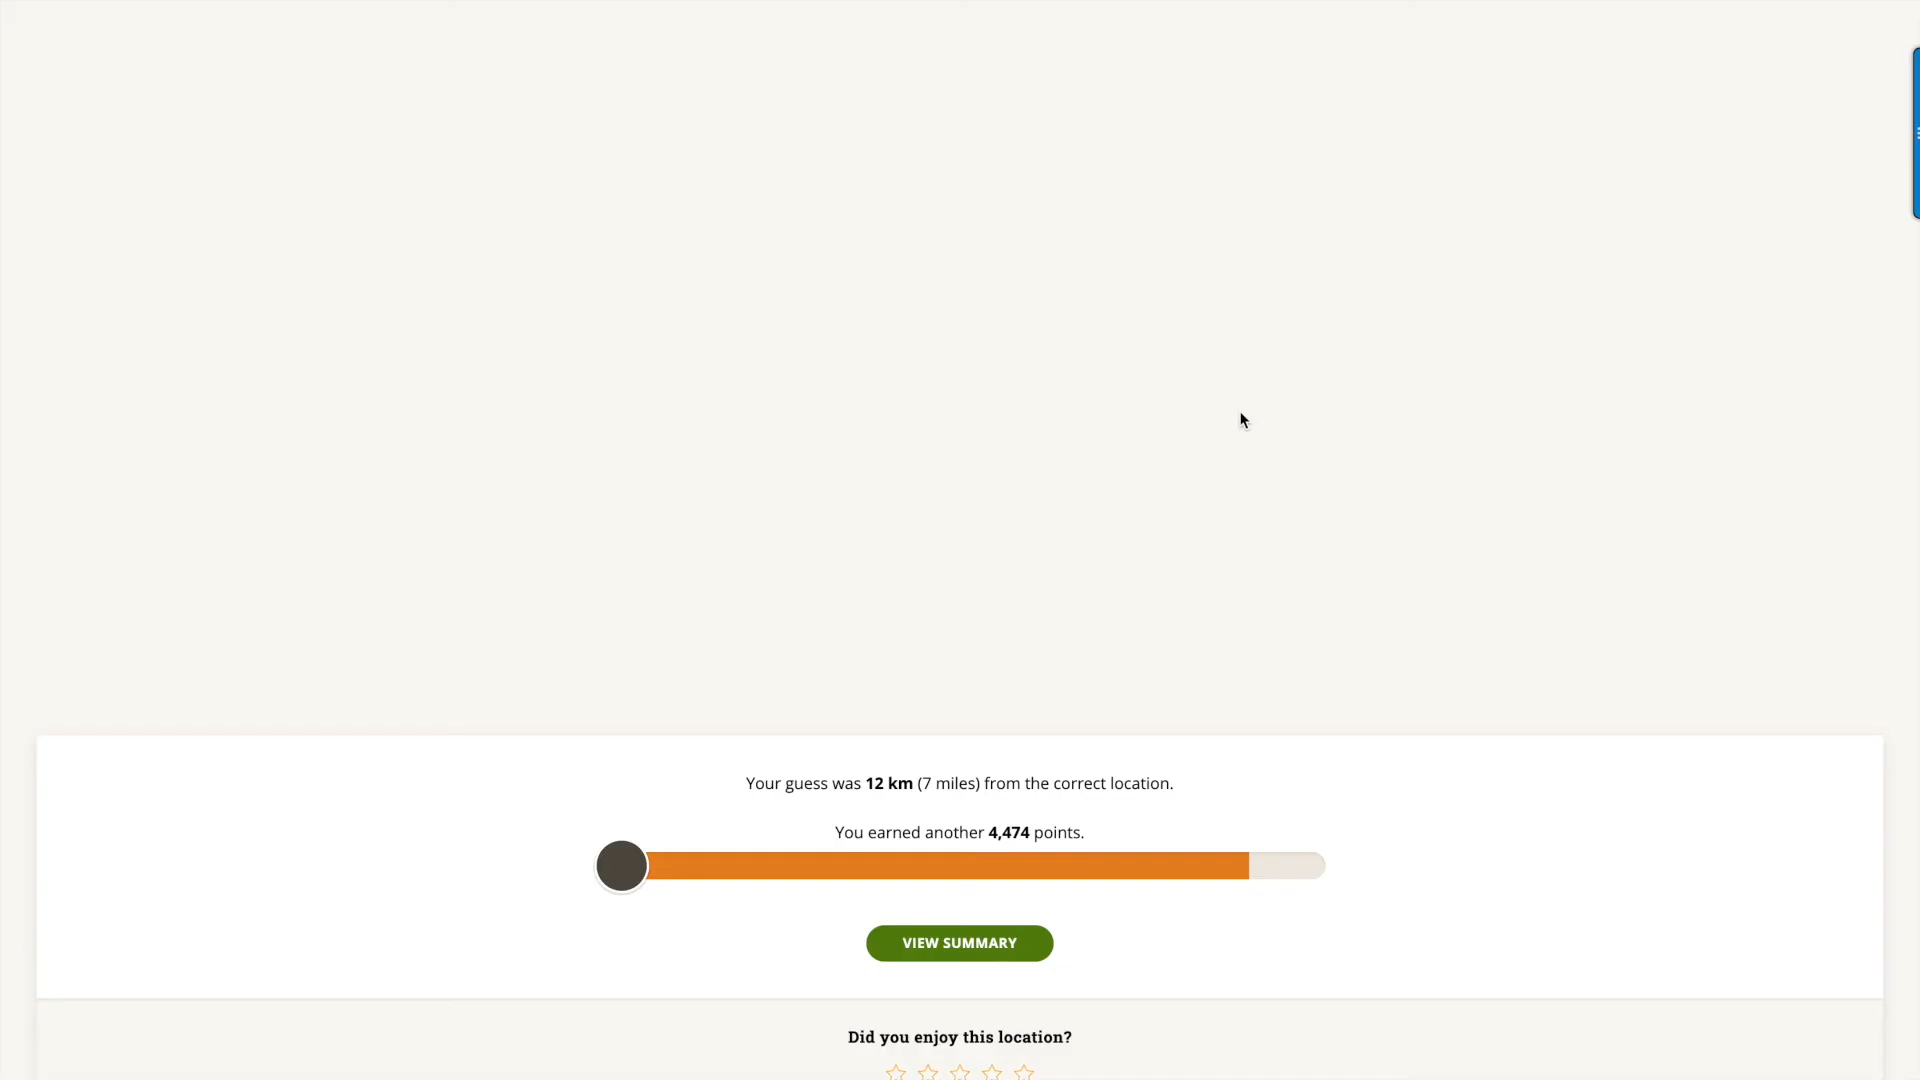 Your guess was 12 km (7 miles) from the correct location.
You earned another 4,474 points.
VIEW SUMMARY
Did you enjoy this location?